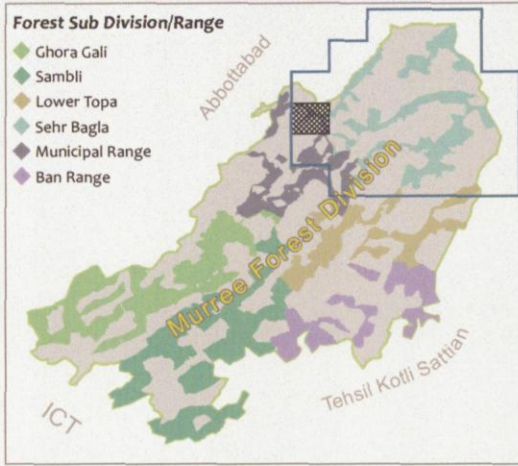 Forest Sub Division/Range
Ghora Gali
Sambli
Lower Topa
Sehr Bagla
Municipal Range
Ban Range
Abbottabad
Murree Forest Division
Tehsil Kotli Sattian
ICT